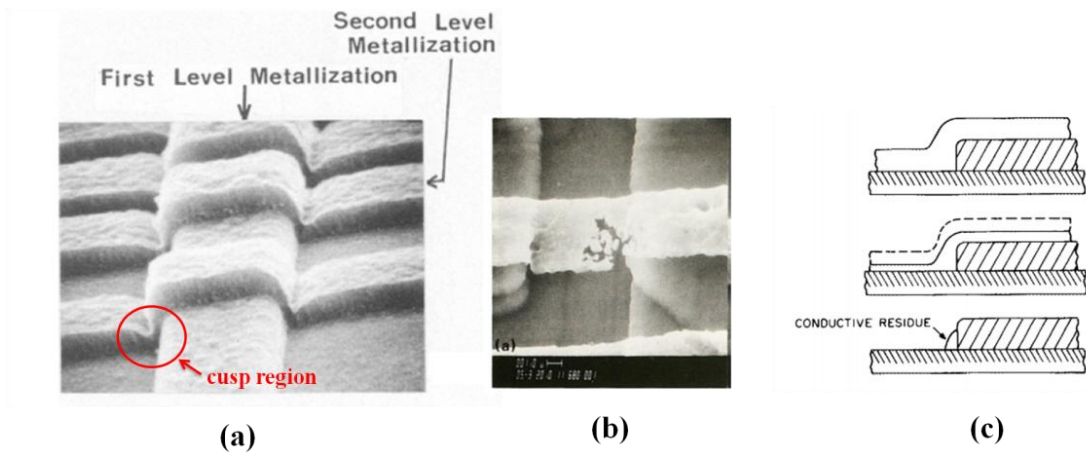 Second Level
Metallization
First Level Metallization
cusp region
(a)
(a)
CONDUCTIVE RESIDUE
(a)
(b)
(c)